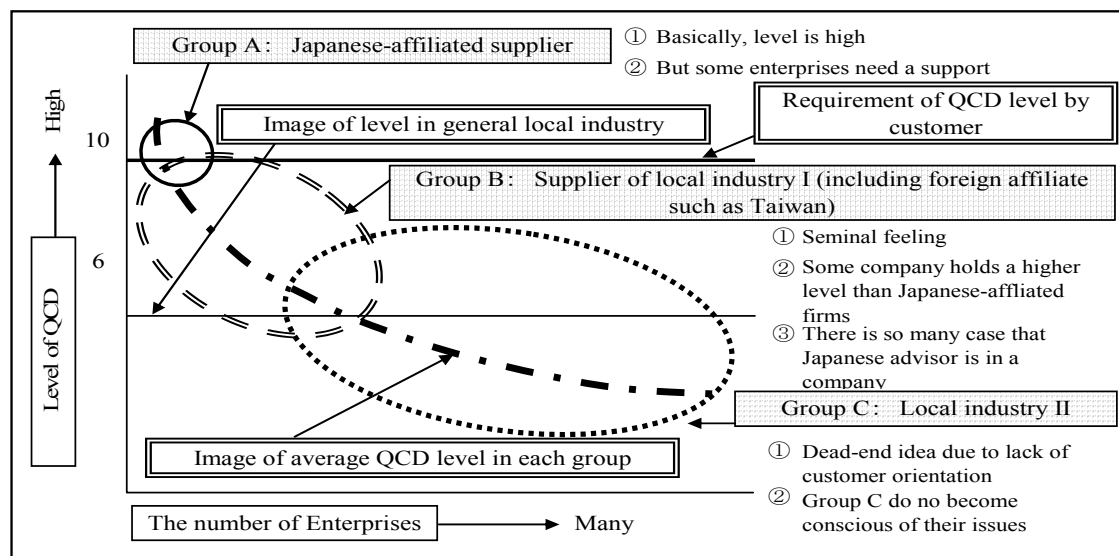 Group A： Japanese-affiliated supplier
① Basically, level is high
② But some enterprises need a support
Requirement of QCD level by
customer
Image of level in general local industry
High
10
Group B： Supplier of local industry I (including foreign affiliate
such as Taiwan)
① Seminal feeling
② Some company holds a higher
level than Japanese-affliated
firms
③ There is so many case that
Japanese advisor is in a
company
6
Level of QCD
Group C： Local industry II
① Dead-end idea due to lack of
customer orientation
② Group C do no become
conscious of their issues
Image of average QCD level in each group
The number of Enterprises
Many